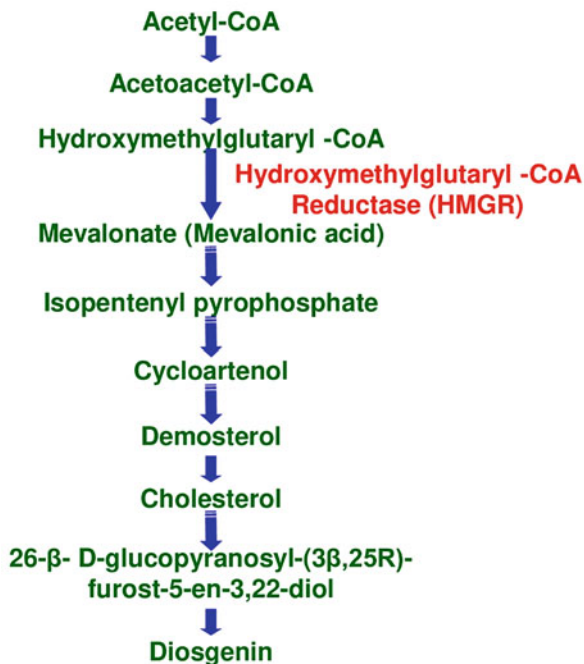 Acetyl-CoA
Acetoacetyl-CoA
Hydroxymethylglutaryl -CoA
Hydroxymethylglutaryl -CoA
Reductase (HMGR)
Mevalonate (Mevalonic acid)
Isopentenyl pyrophosphate
Cycloartenol
Demosterol
Cholesterol
26-β- D-glucopyranosyl-(3β,25R)-
furost-5-en-3,22-diol
Diosgenin